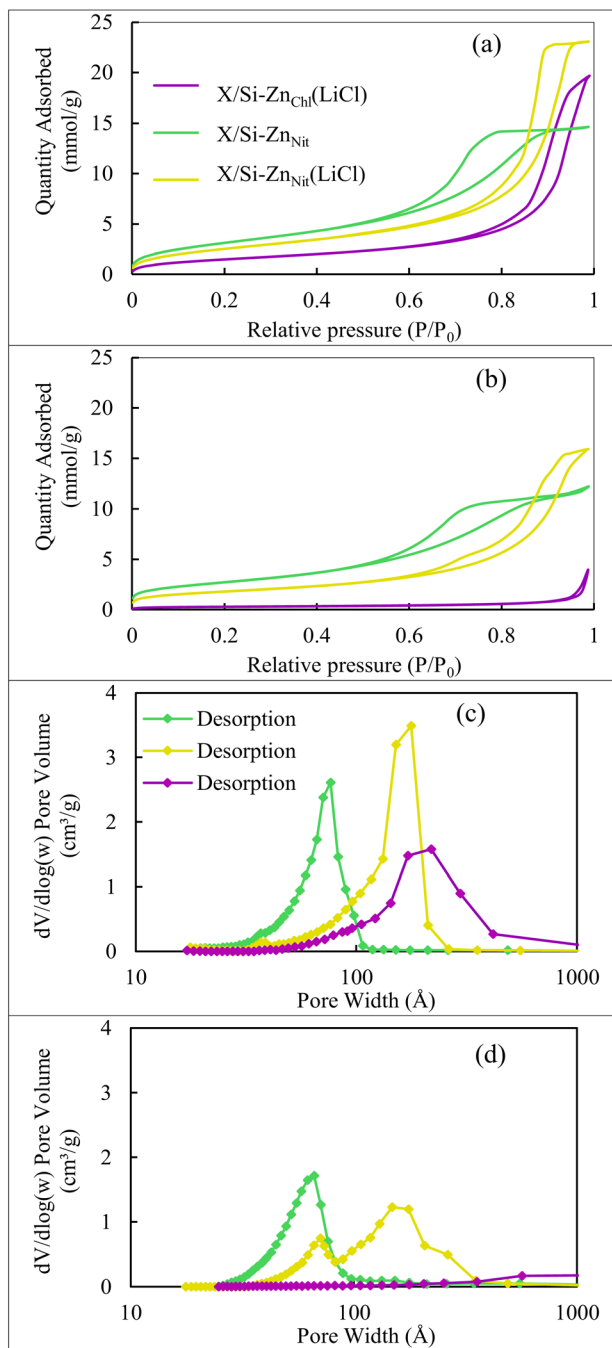 (a)
25
20
15
10
5
0
Quantity Adsorbed
(mmol/g)
X/Si-Zn_Chl(LiCl)
X/Si-Zn_Nit
X/Si-Zn_Nit(LiCl)
0 0.2 0.4 0.6 0.8 1
Relative pressure (P/P₀)
(b)
25
20
15
10
5
0
Quantity Adsorbed
(mmol/g)
0 0.2 0.4 0.6 0.8 1
Relative pressure (P/P₀)
(c)
4
3
2
1
0
dV/dlog(w) Pore Volume
(cm³/g)
Desorption
Desorption
Desorption
10 100 1000
Pore Width (Å)
(d)
4
3
2
1
0
dV/dlog(w) Pore Volume
(cm³/g)
10 100 1000
Pore Width (Å)